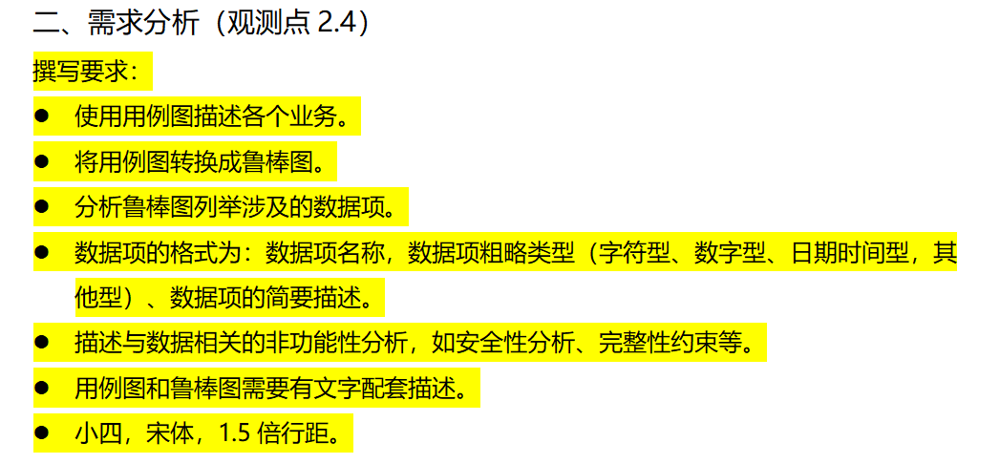 二、需求分析（观测点 2.4）
撰写要求：
● 使用用例图描述各个业务。
● 将用例图转换成鲁棒图。
● 分析鲁棒图列举涉及的数据项。
● 数据项的格式为：数据项名称，数据项粗略类型（字符型、数字型、日期时间型，其
他型）、数据项的简要描述。
● 描述与数据相关的非功能性分析，如安全性分析、完整性约束等。
● 用例图和鲁棒图需要有文字配套描述。
● 小四，宋体，1.5 倍行距。